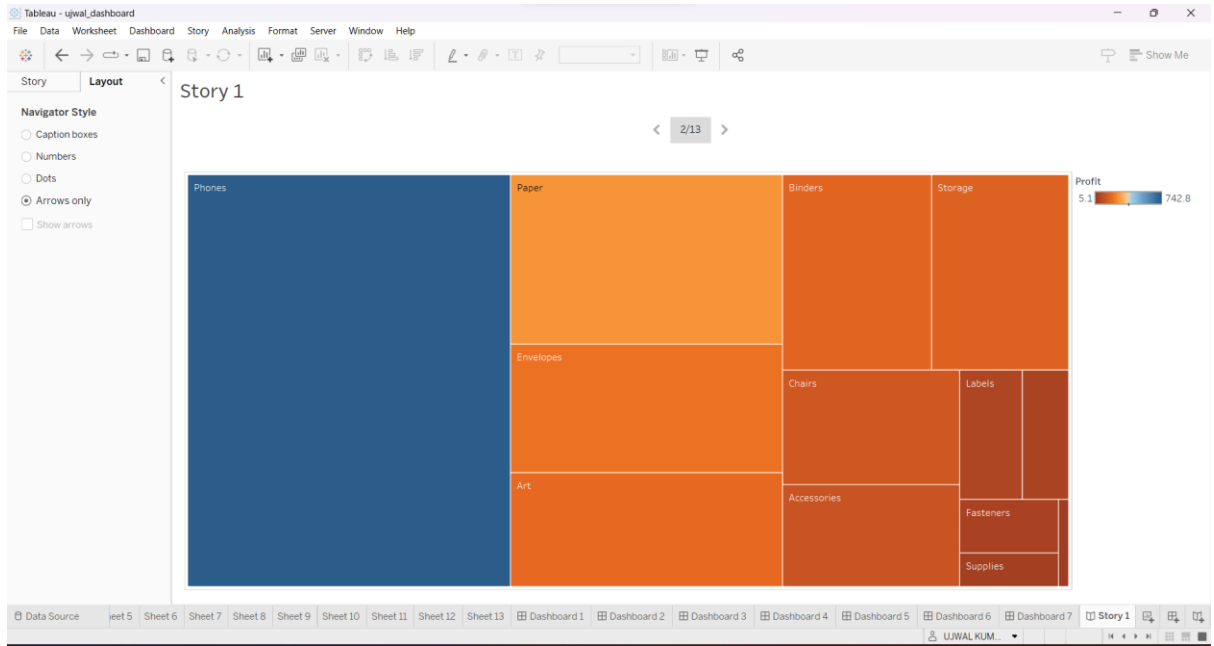 Tableau - ujwal_dashboard
File Data Worksheet Dashboard Story Analysis Format Server Window Help
Show Me
Story Layout
Story 1
Navigator Style
Caption boxes
Numbers
Dots
Arrows only
Show arrows
2/13
Phones Paper Binders Storage
Envelopes
Chairs Labels
Art
Accessories
Fasteners
Supplies
Profit
5.1 742.8
Data Source eet 5 Sheet 6 Sheet 7 Sheet 8 Sheet 9 Sheet 10 Sheet 11 Sheet 12 Sheet 13 Dashboard 1 Dashboard 2 Dashboard 3 Dashboard 4 Dashboard 5 Dashboard 6 Dashboard 7 Story 1
UJWAL KUM...